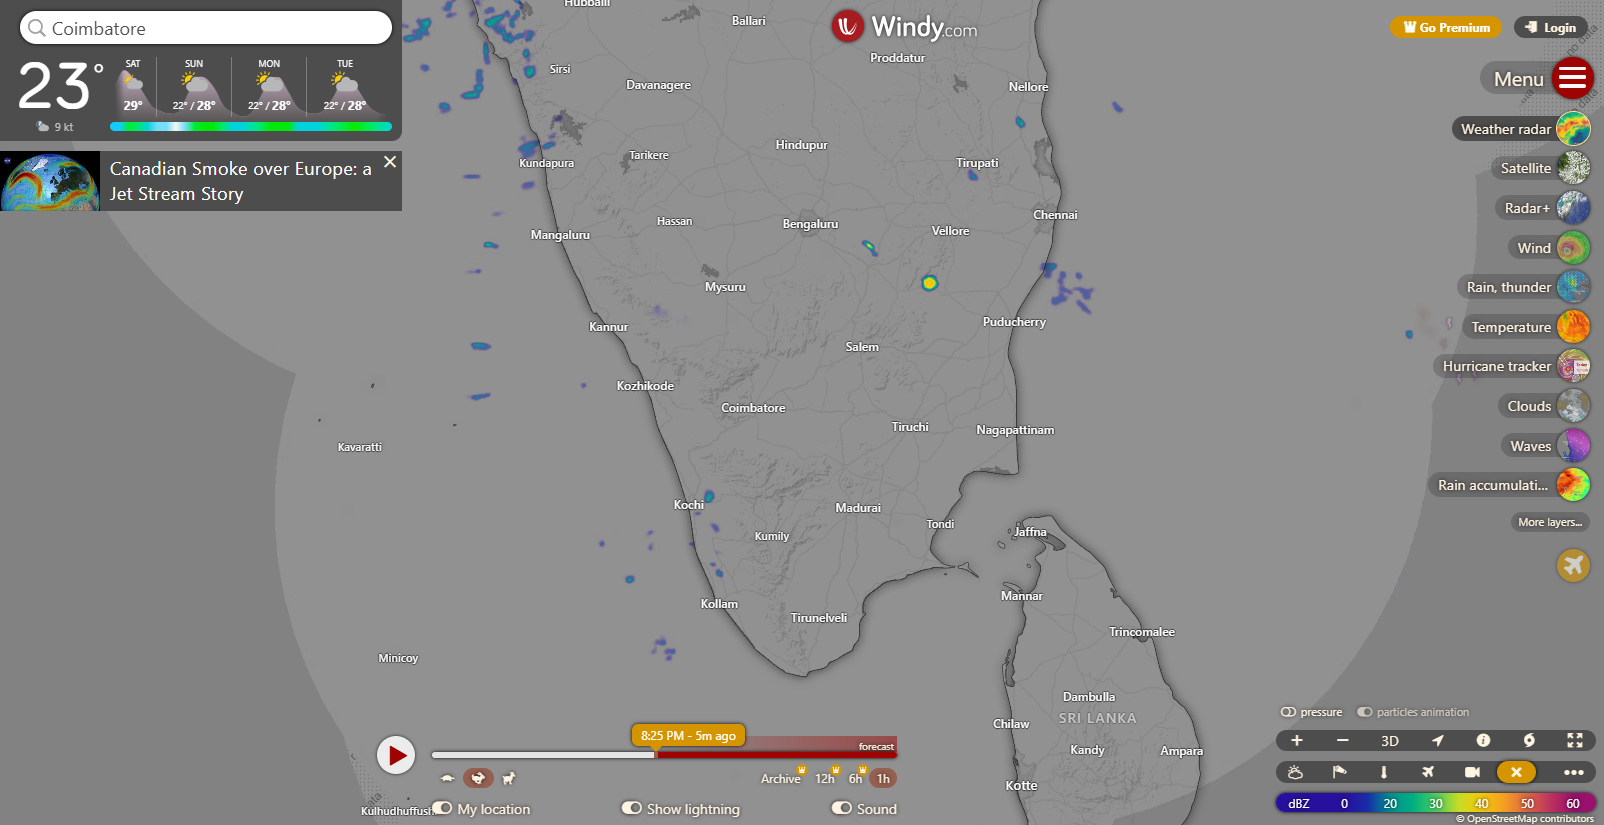 Coimbatore
23°
9 kt
SAT
29°
SUN
22° / 28°
MON
22° / 28°
TUE
22° / 28°
Canadian Smoke over Europe: a
Jet Stream Story
Windy.com
Go Premium
Login
Menu
no data
data
Weather radar
Satellite
Radar+
Wind
Rain, thunder
Temperature
Hurricane tracker
Clouds
Waves
Rain accumulati...
More layers...
Hubballi
Ballari
Proddatur
Sirsi
Davanagere
Nellore
Hindupur
Kundapura
Tarikere
Tirupati
Hassan
Bengaluru
Chennai
Mangaluru
Vellore
Mysuru
Kannur
Puducherry
Salem
Kozhikode
Coimbatore
Tiruchi
Nagapattinam
Kavaratti
Kochi
Madurai
Tondi
Jaffna
Kumily
Mannar
Kollam
Tirunelveli
Trincomalee
Minicoy
Dambulla
SRI LANKA
Chilaw
Kandy
Ampara
Kotte
Kulhudhuffush
data
8:25 PM - 5m ago
forecast
Archive
12h
6h
1h
My location
Show lightning
Sound
pressure
particles animation
+
−
3D
dBZ 0 20 30 40 50 60
© OpenStreetMap contributors